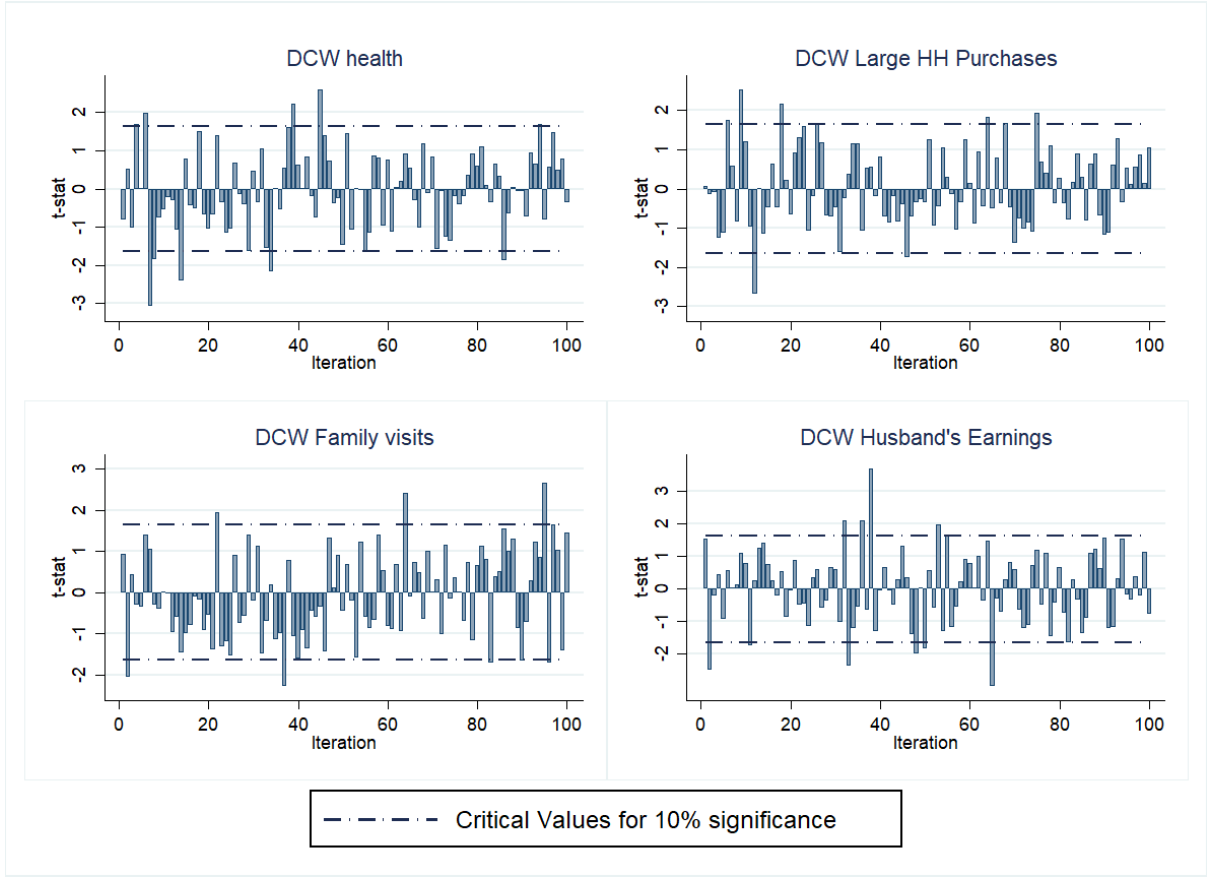 DCW health
t-stat
2
1
0
-1
-2
-3
0 20 40 60 80 100
Iteration
DCW Large HH Purchases
t-stat
2
1
0
-1
-2
-3
0 20 40 60 80 100
Iteration
DCW Family visits
t-stat
3
2
1
0
-1
-2
0 20 40 60 80 100
Iteration
DCW Husband's Earnings
t-stat
3
2
1
0
-1
-2
0 20 40 60 80 100
Iteration
Critical Values for 10% significance